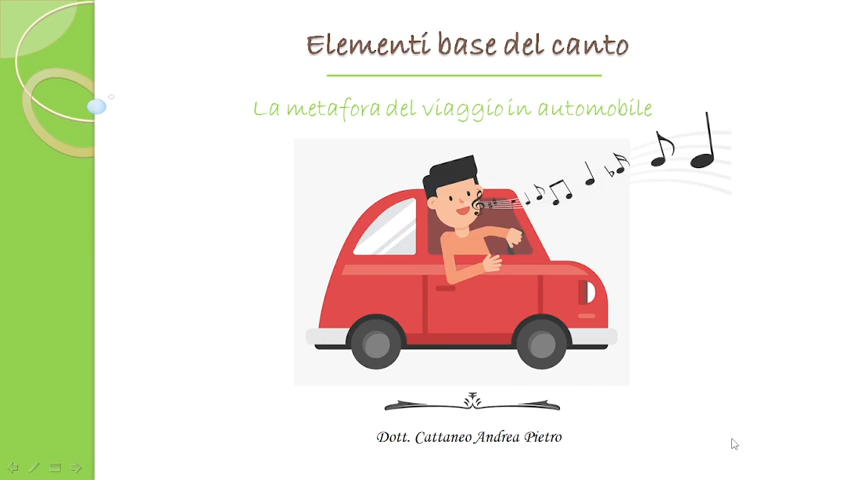 Elementi base del canto
La metafora del viaggio in automobile
Dott. Cattaneo Andrea Pietro